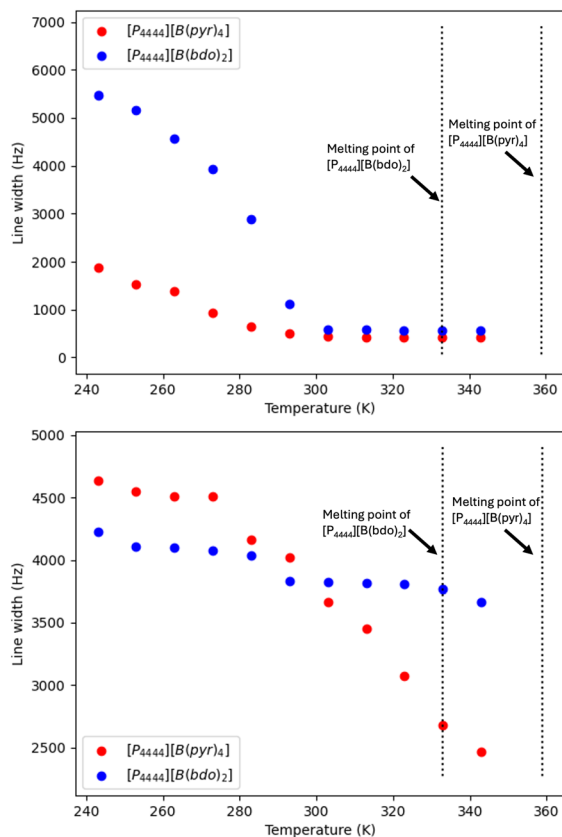 7000
6000
5000
4000
3000
2000
1000
0
Line width (Hz)
[P₄₄₄₄][B(pyr)₄]
[P₄₄₄₄][B(bdo)₂]
Melting point of
[P₄₄₄₄][B(bdo)₂]
Melting point of
[P₄₄₄₄][B(pyr)₄]
240 260 280 300 320 340 360
Temperature (K)
5000
4500
4000
3500
3000
2500
Line width (Hz)
Melting point of
[P₄₄₄₄][B(bdo)₂]
Melting point of
[P₄₄₄₄][B(pyr)₄]
[P₄₄₄₄][B(pyr)₄]
[P₄₄₄₄][B(bdo)₂]
240 260 280 300 320 340 360
Temperature (K)